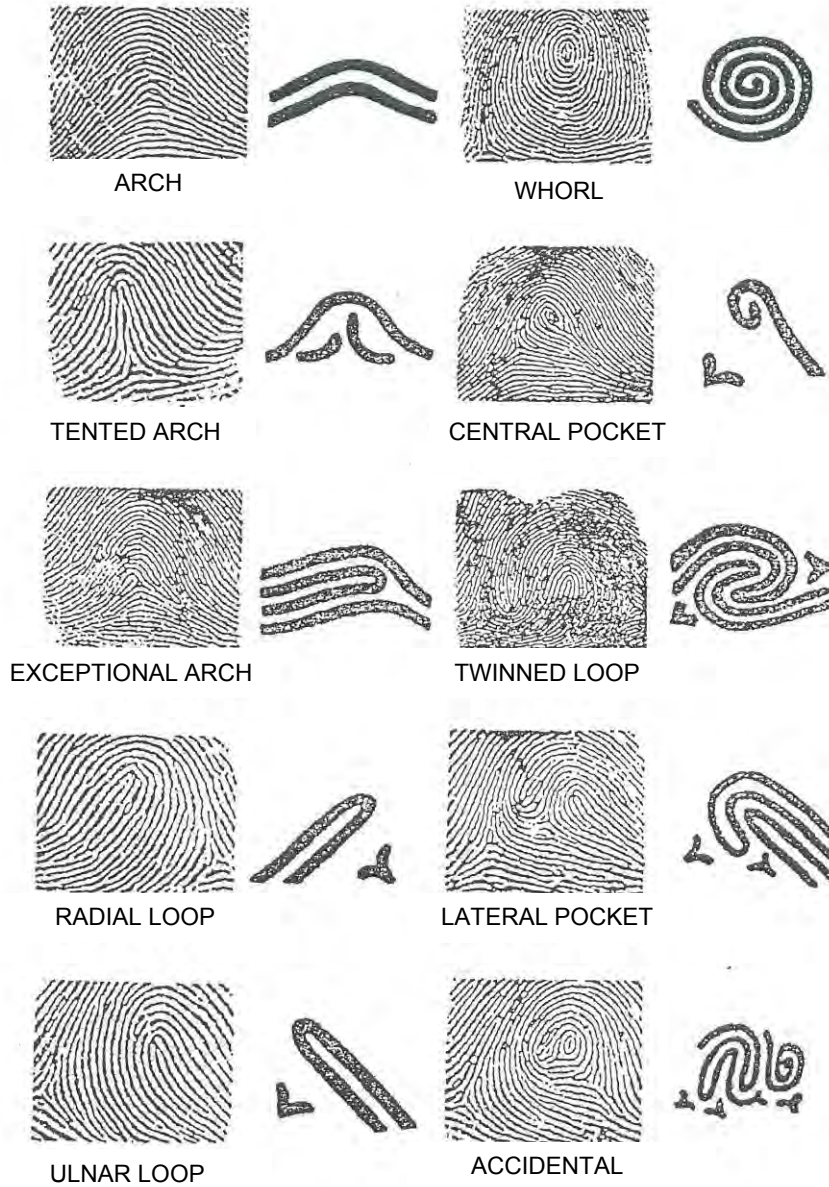 ARCH
WHORL
TENTED ARCH
CENTRAL POCKET
EXCEPTIONAL ARCH
TWINNED LOOP
RADIAL LOOP
LATERAL POCKET
ULNAR LOOP
ACCIDENTAL